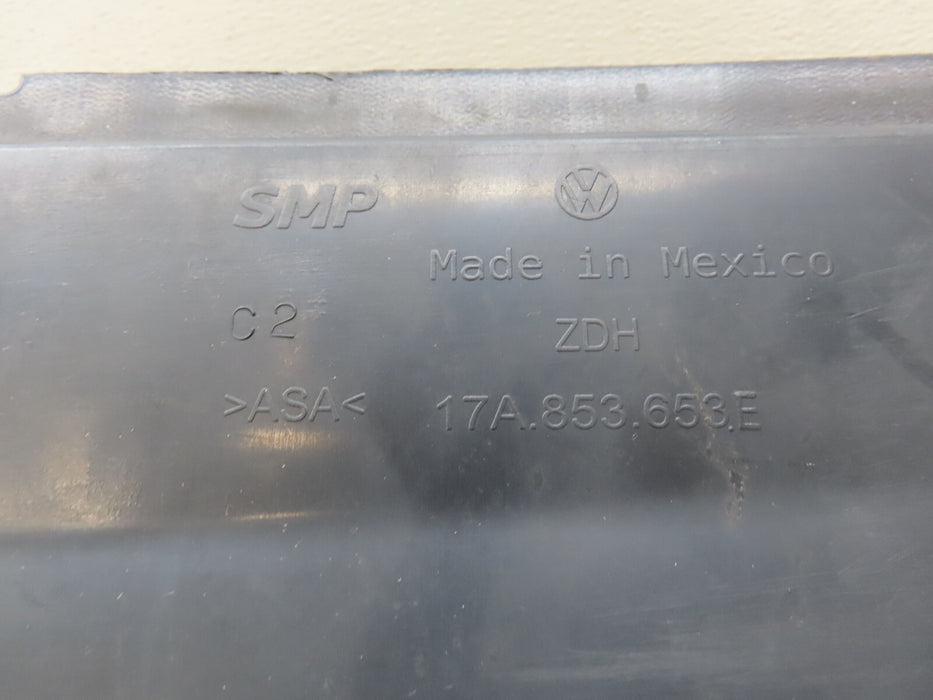 SMP
Made in Mexico
C2 ZDH
>ASA< 17A.853.653.E